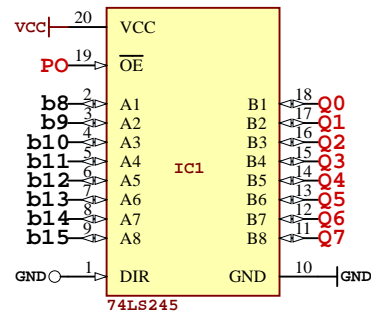 VCC 20 VCC
PO 19 OE
b8 2 A1 B1 18 Q0
b9 3 A2 B2 17 Q1
b10 4 A3 B3 16 Q2
b11 5 A4 B4 15 Q3
IC1
b12 6 A5 B5 14 Q4
b13 7 A6 B6 13 Q5
b14 8 A7 B7 12 Q6
b15 9 A8 B8 11 Q7
GND 1 DIR GND 10 GND
74LS245